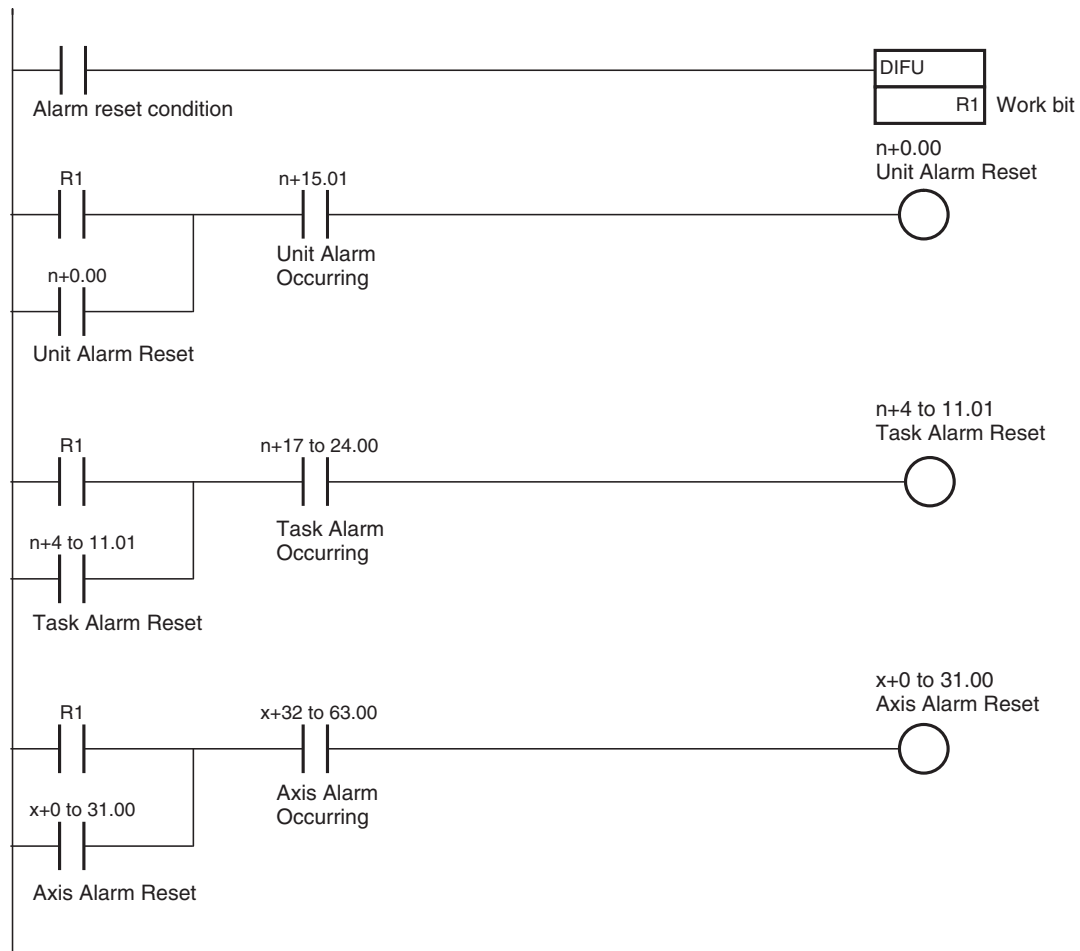 DIFU
Alarm reset condition
R1 Work bit
n+0.00
Unit Alarm Reset
R1
n+15.01
Unit Alarm
Occurring
n+0.00
Unit Alarm Reset
n+4 to 11.01
Task Alarm Reset
R1
n+17 to 24.00
Task Alarm
Occurring
n+4 to 11.01
Task Alarm Reset
x+0 to 31.00
Axis Alarm Reset
R1
x+32 to 63.00
Axis Alarm
Occurring
x+0 to 31.00
Axis Alarm Reset